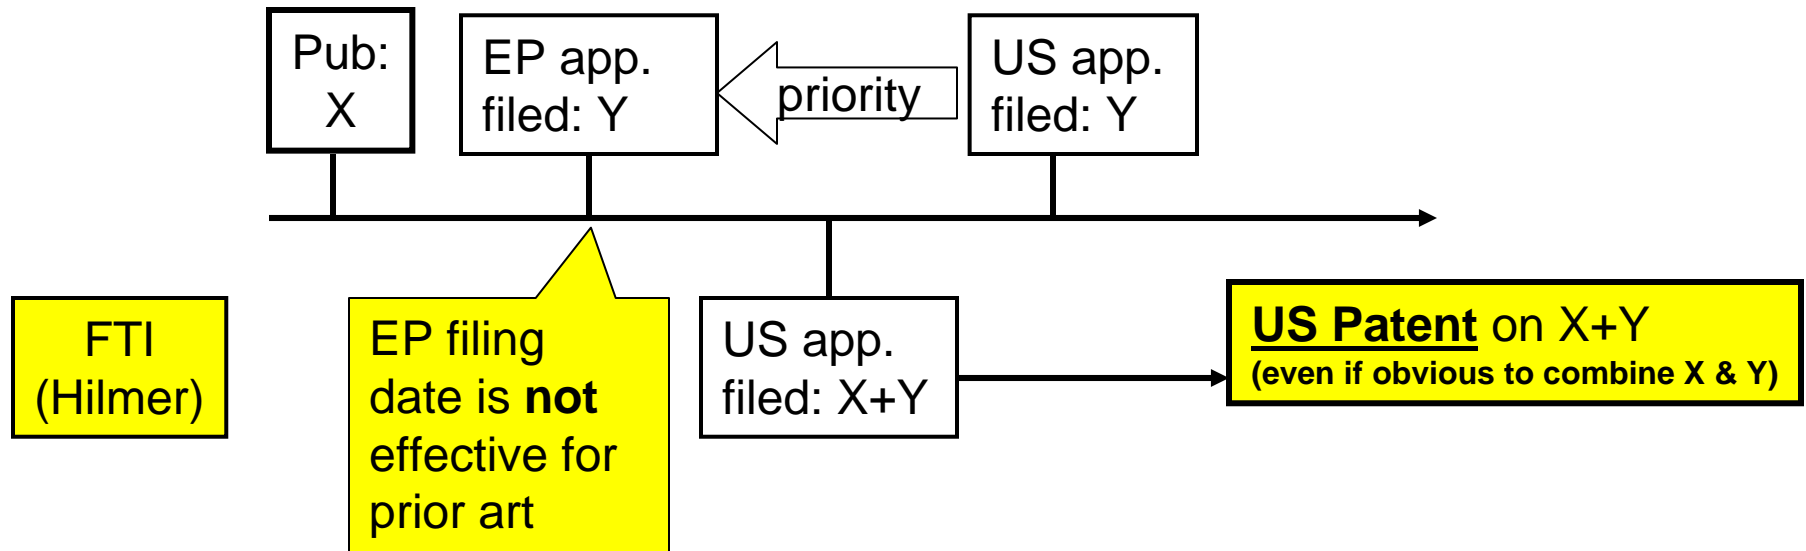 Pub:
X
EP app.
filed: Y
priority
US app.
filed: Y
FTI
(Hilmer)
EP filing
date is not
effective for
prior art
US app.
filed: X+Y
US Patent on X+Y
(even if obvious to combine X & Y)